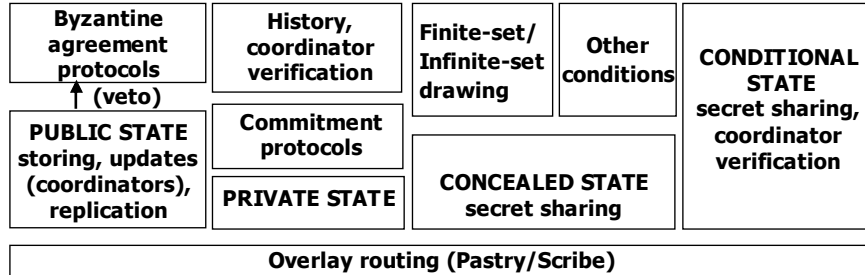 Byzantine
agreement
protocols
(veto)
PUBLIC STATE
storing, updates
(coordinators),
replication
History,
coordinator
verification
Commitment
protocols
PRIVATE STATE
Finite-set/
Infinite-set
drawing
Other
conditions
CONCEALED STATE
secret sharing
CONDITIONAL
STATE
secret sharing,
coordinator
verification
Overlay routing (Pastry/Scribe)